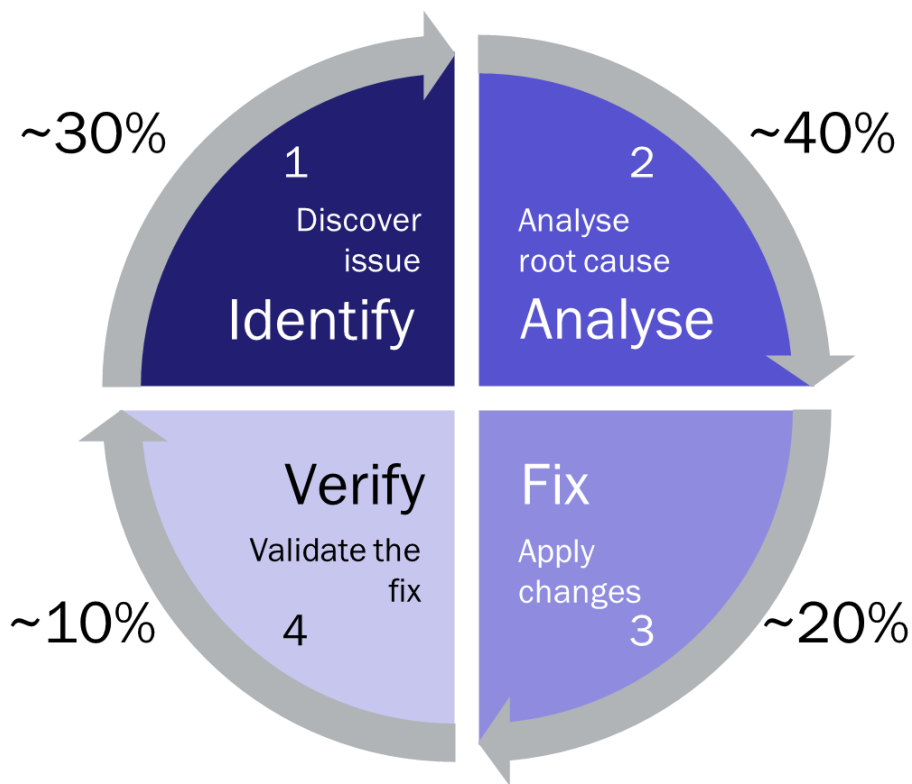 ~30%
1
Discover
issue
Identify
~40%
2
Analyse
root cause
Analyse
Verify
Validate the
fix
4
~10%
Fix
Apply
changes
3
~20%